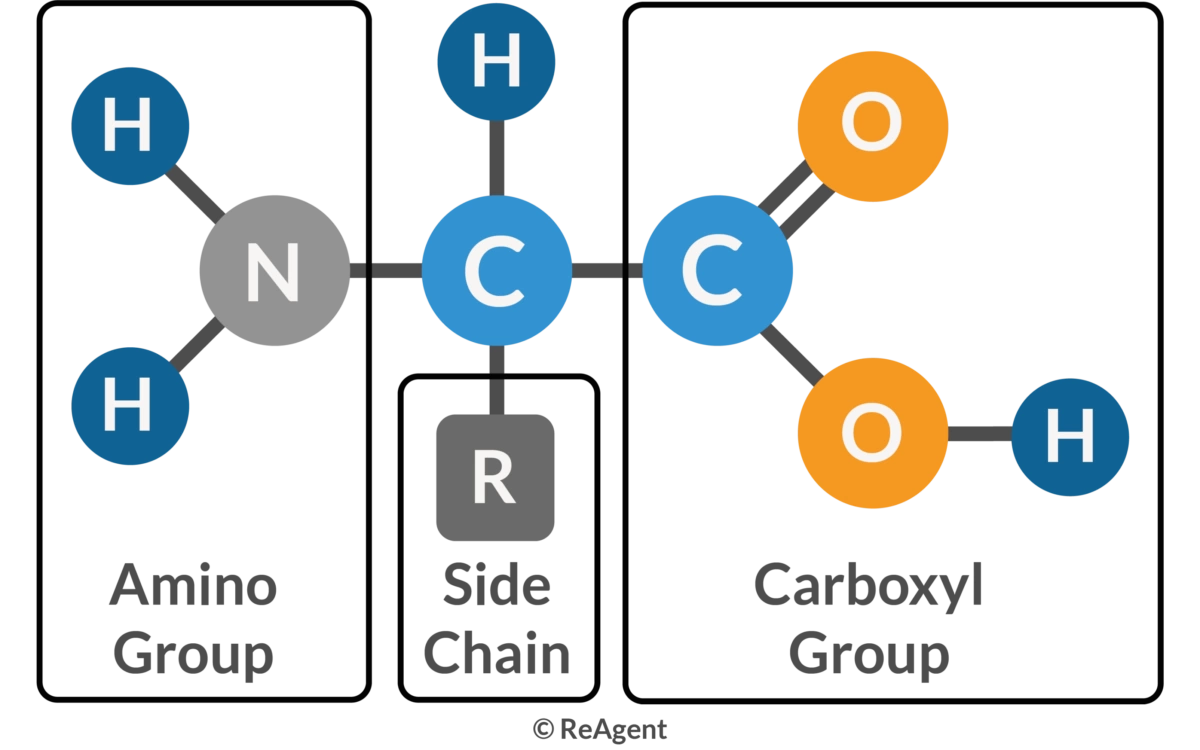 H
H
O
N
C
C
H
O
H
R
Amino
Group
Side
Chain
Carboxyl
Group
© ReAgent